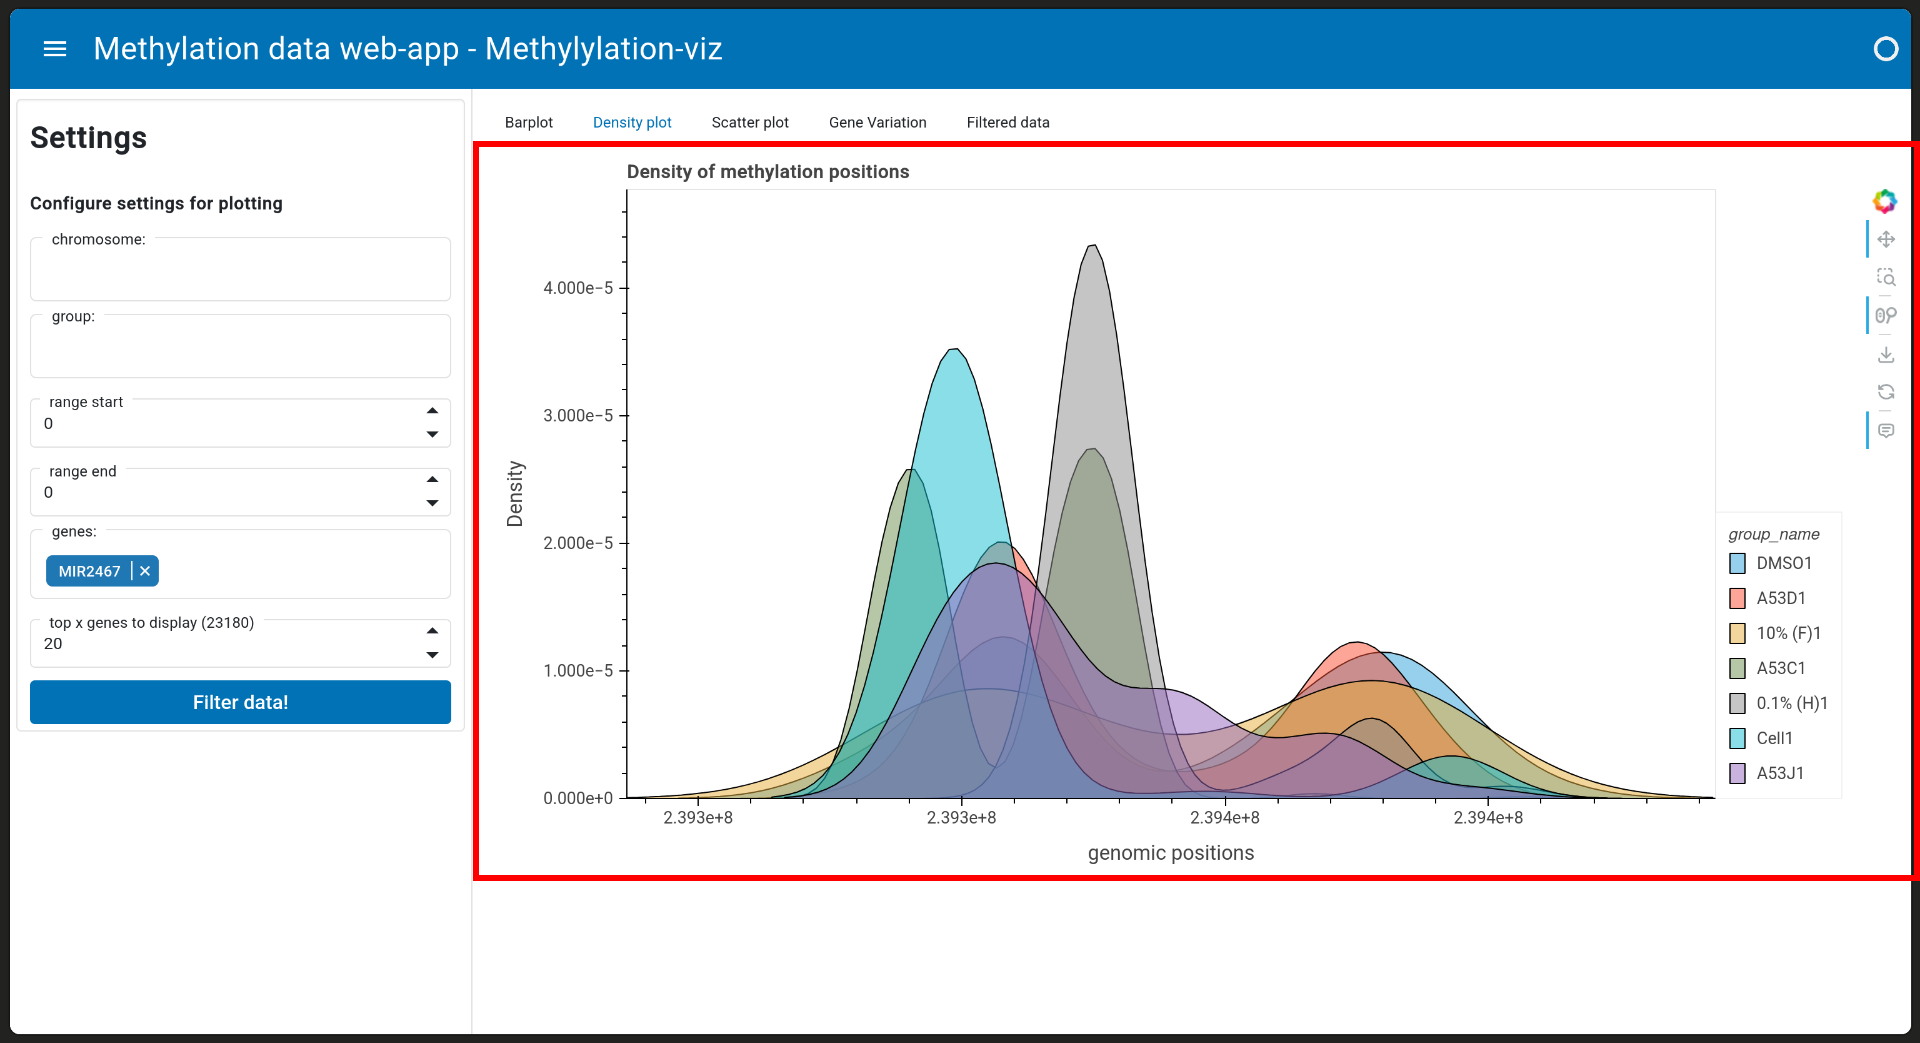 Methylation data web-app - Methylylation-viz
Settings
Configure settings for plotting
chromosome:
group:
range start
0
range end
0
genes:
MIR2467
top x genes to display (23180)
20
Filter data!
Barplot
Density plot
Scatter plot
Gene Variation
Filtered data
Density of methylation positions
Density
4.000e−5
3.000e−5
2.000e−5
1.000e−5
0.000e+0
2.393e+8
2.393e+8
2.394e+8
2.394e+8
genomic positions
group_name
DMSO1
A53D1
10% (F)1
A53C1
0.1% (H)1
Cell1
A53J1